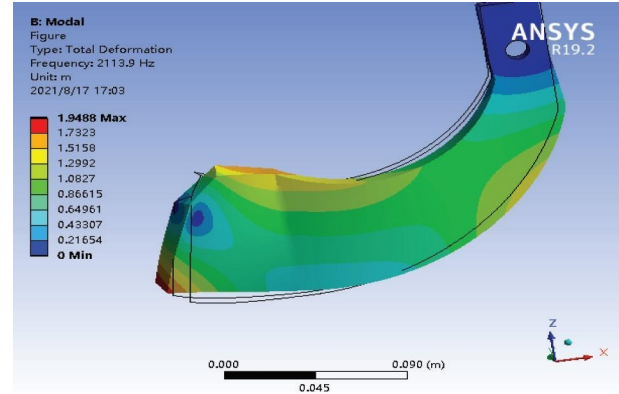 B: Modal
Figure
Type: Total Deformation
Frequency: 2113.9 Hz
Unit: m
2021/8/17 17:03
ANSYS
R19.2
1.9488 Max
1.7323
1.5158
1.2992
1.0827
0.86615
0.64961
0.43307
0.21654
0 Min
Z
X
0.000
0.090 (m)
0.045